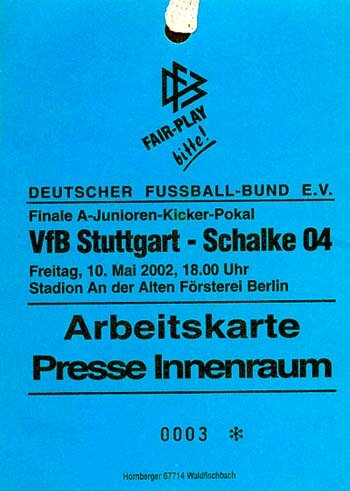 DFB
FAIR-PLAY
bitte!
DEUTSCHER FUSSBALL-BUND E.V.
Finale A-Junioren-Kicker-Pokal
VfB Stuttgart - Schalke 04
Freitag, 10. Mai 2002, 18.00 Uhr
Stadion An der Alten Försterei Berlin
Arbeitskarte
Presse Innenraum
0003 *
Hornberger 67714 Waldfischbach